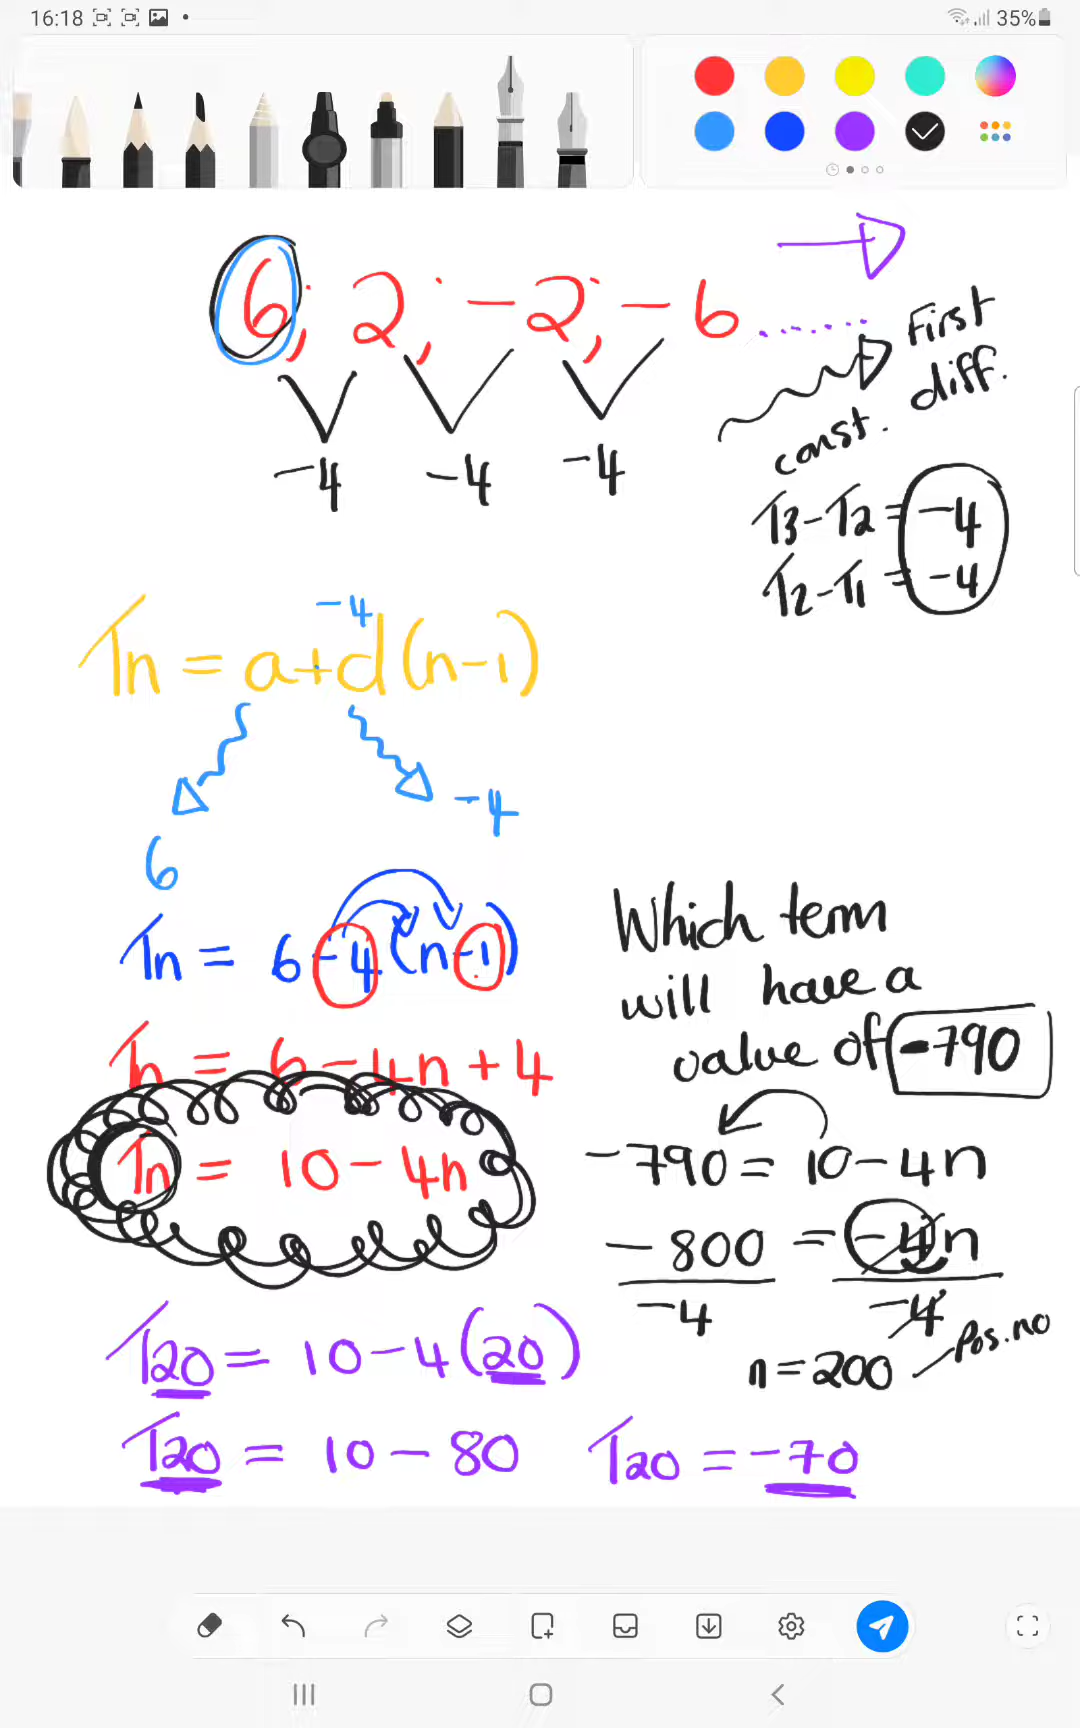 16:18
35%
6; 2; -2; -6 ......
-4 -4 -4
First
diff.
const.
T3-T2 = -4
T2-T1 = -4
-4
Tn = a+d(n-1)
6
-4
Tn = 6-4(n-1)
Tn = 6-4n+4
Tn = 10-4n
T20 = 10-4(20)
T20 = 10-80
T20 = -70
Which term
will have a
value of -790
-790 = 10-4n
-800 = -4n
-4 -4
n=200
Pos.no